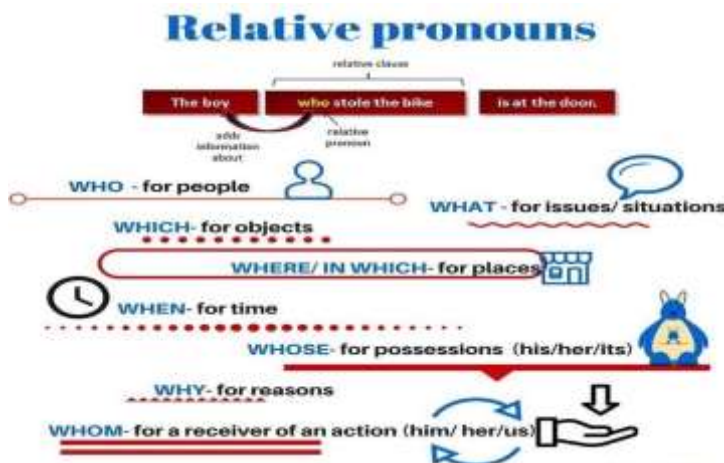 Relative pronouns
relative clause
The boy who stole the bike is at the door.
adds
information
about
relative
pronoun
WHO - for people
WHAT - for issues/ situations
WHICH- for objects
WHERE/ IN WHICH- for places
WHEN- for time
WHOSE- for possessions (his/her/its)
WHY- for reasons
WHOM- for a receiver of an action (him/ her/us)